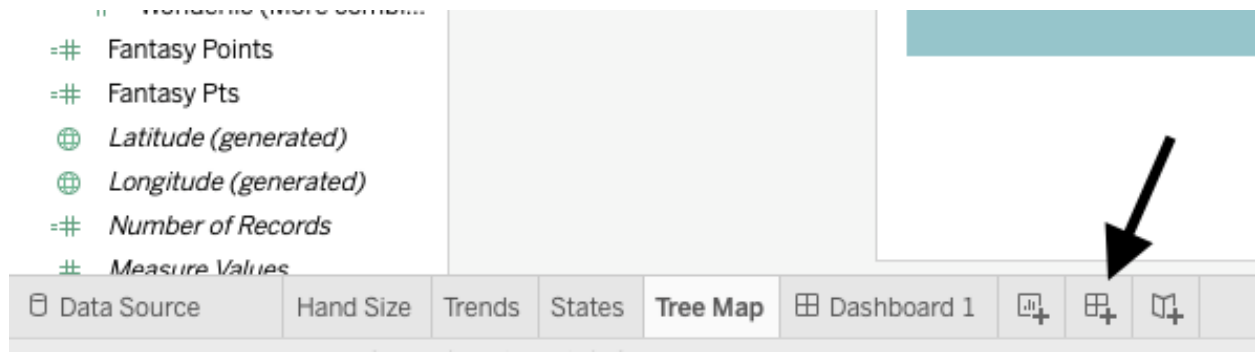 Fantasy Points
Fantasy Pts
Latitude (generated)
Longitude (generated)
Number of Records
Measure Values
Data Source Hand Size Trends States Tree Map Dashboard 1